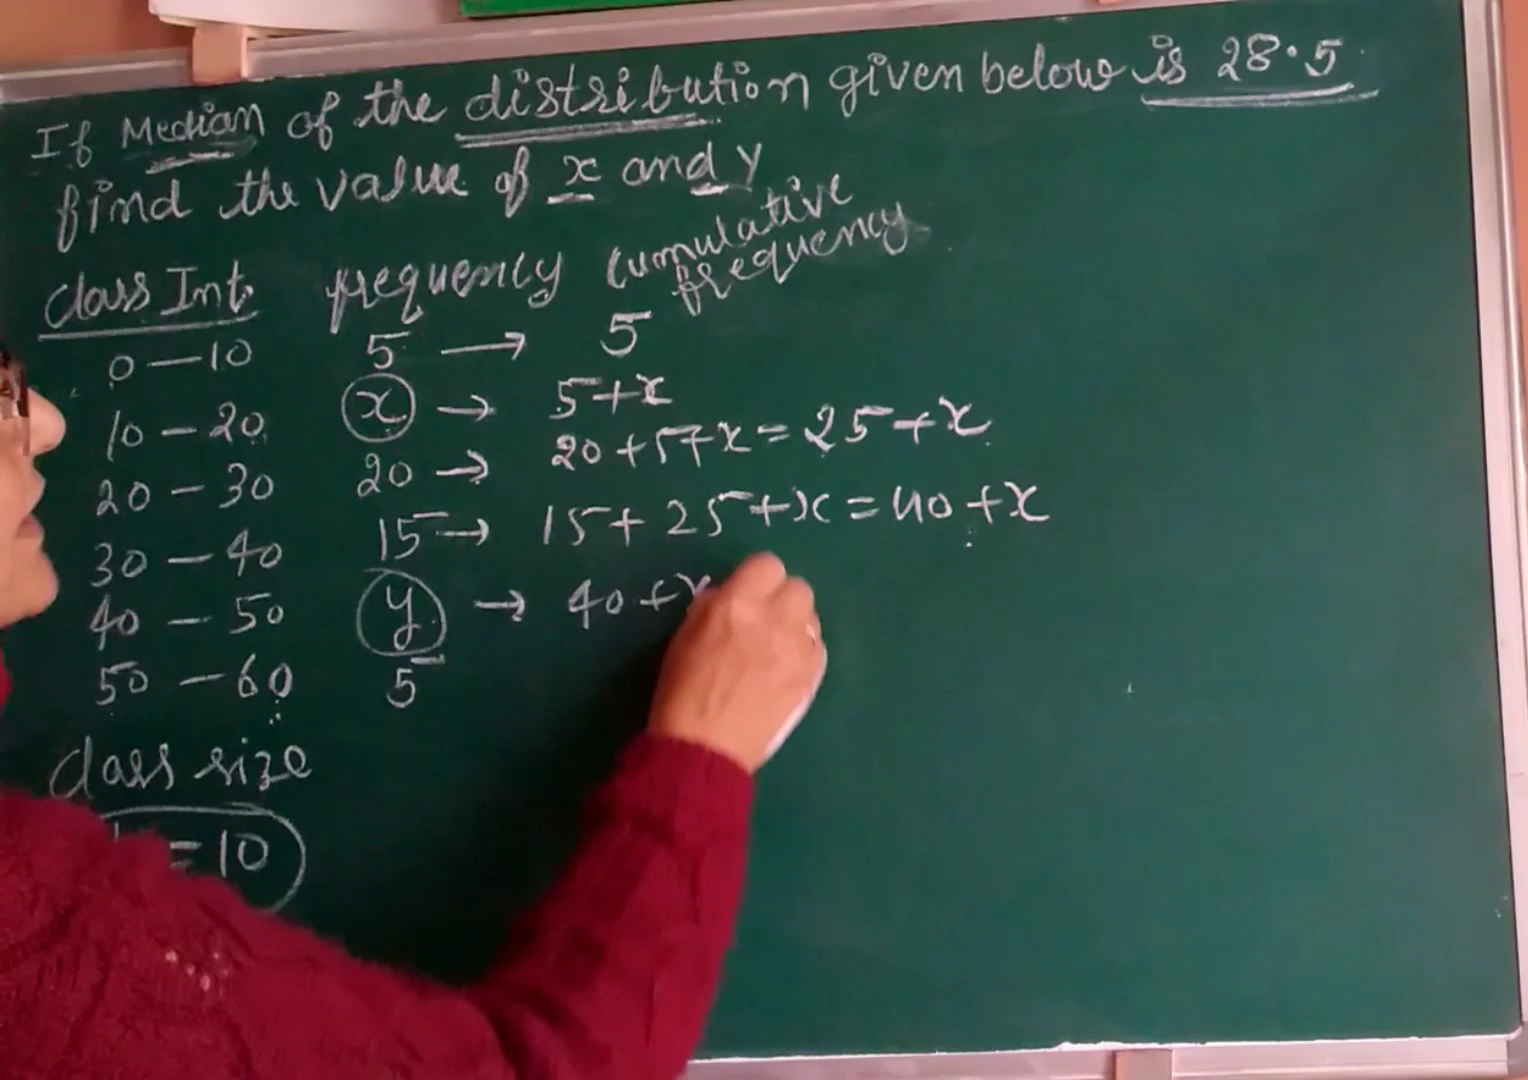 If Median of the distribution given below is 28.5
find the value of x and y
class Int. frequency cumulative frequency
0 - 10 5 → 5
10 - 20 x → 5+x
20 - 30 20 → 20+5+x = 25+x
30 - 40 15 → 15+25+x = 40+x
40 - 50 y → 40+x
50 - 60 5
class size
= 10